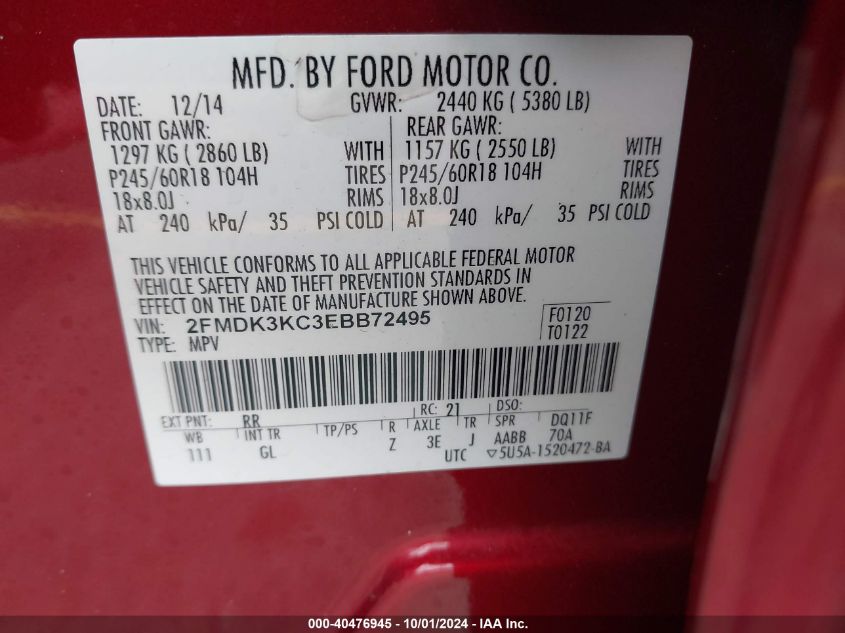 MFD. BY FORD MOTOR CO.
DATE: 12/14 GVWR: 2440 KG ( 5380 LB)
FRONT GAWR: REAR GAWR:
1297 KG ( 2860 LB) WITH 1157 KG ( 2550 LB) WITH
P245/60R18 104H TIRES P245/60R18 104H TIRES
18x8.0J RIMS 18x8.0J RIMS
AT 240 kPa/ 35 PSI COLD AT 240 kPa/ 35 PSI COLD
THIS VEHICLE CONFORMS TO ALL APPLICABLE FEDERAL MOTOR
VEHICLE SAFETY AND THEFT PREVENTION STANDARDS IN
EFFECT ON THE DATE OF MANUFACTURE SHOWN ABOVE.
VIN: 2FMDK3KC3EBB72495 F0120
TYPE: MPV T0122
EXT PNT: RR RC: 21 DSO:
WB INT TR TP/PS R AXLE TR SPR DQ11F
111 GL Z 3E J AABB 70A
UTC ▽5U5A-1520472-BA
000-40476945 - 10/01/2024 - IAA Inc.